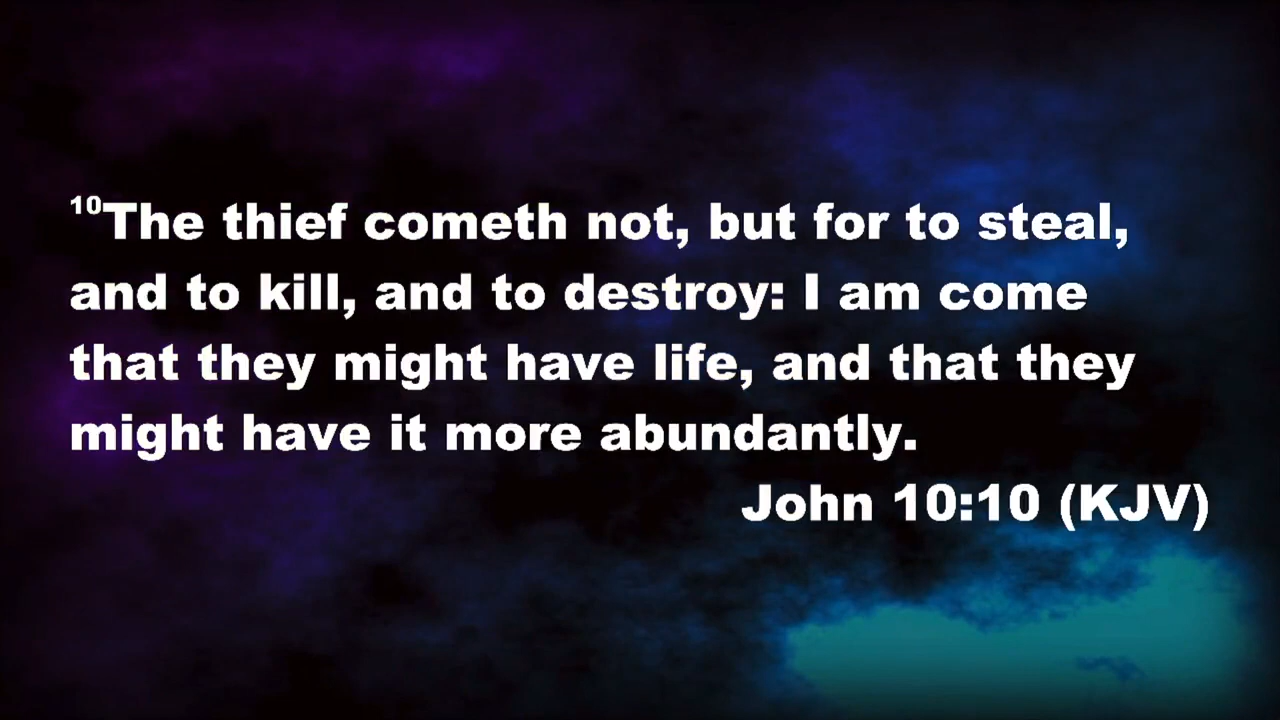 ¹⁰The thief cometh not, but for to steal,
and to kill, and to destroy: I am come
that they might have life, and that they
might have it more abundantly.
John 10:10 (KJV)